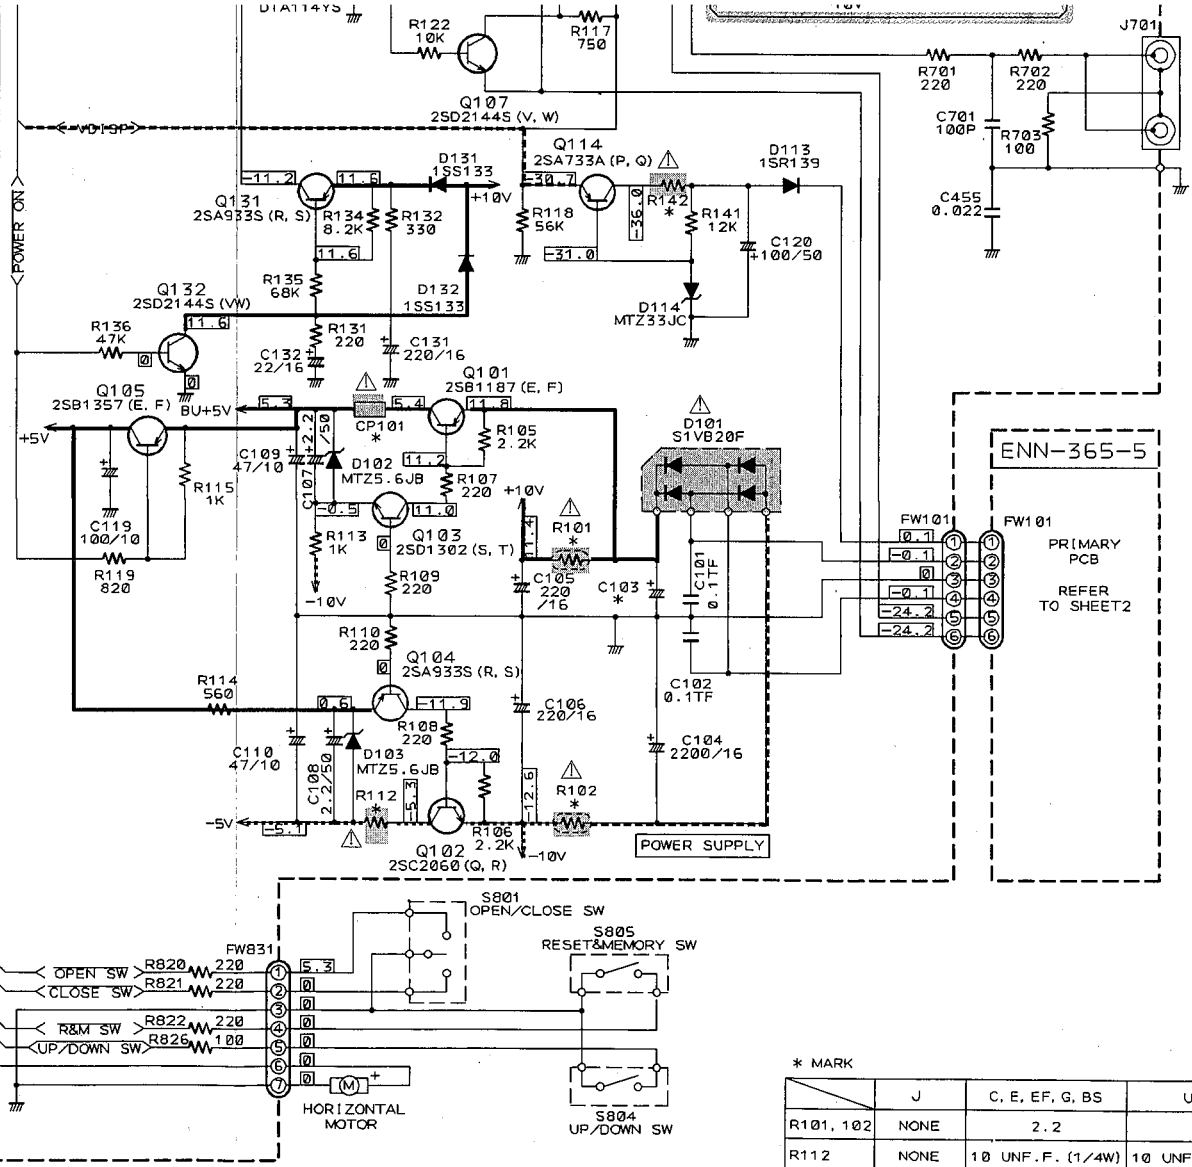 DTA114YS
R122
10K
R117
750
10V
J701
R701
220
R702
220
C701
100P
R703
100
C455
0.022
Q107
2SD2144S (V, W)
VDISP
Q114
2SA733A (P, Q)
D113
1SR139
D131
1SS133
+10V
-11.2
11.6
-30.7
R142
*
-36.0
Q131
2SA933S (R, S)
R134
8.2K
R132
330
R118
56K
R141
12K
C120
+100/50
11.6
-31.0
POWER ON
R135
68K
D132
1SS133
D114
MTZ33JC
Q132
2SD2144S (VW)
11.6
R136
47K
0
0
R131
220
C132
22/16
C131
220/16
Q105
2SB1357 (E, F)
Q101
2SB1187 (E, F)
BU+5V
5.3
5.4
11.8
+5V
CP101
*
R105
2.2K
D101
S1VB20F
C109
47/10
C107
2.2
/50
D102
MTZ5.6JB
11.2
R107
220
+10V
ENN-365-5
R115
1K
C119
100/10
-0.5
11.0
R113
1K
Q103
2SD1302 (S, T)
0
11.4
R101
*
FW101
FW101
R119
820
-10V
R109
220
C105
220
/16
C103
*
C101
0.1TF
0.1
-0.1
0
-0.1
-24.2
-24.2
1
2
3
4
5
6
1
2
3
4
5
6
PRIMARY
PCB
REFER
TO SHEET2
R110
220
0
Q104
2SA933S (R, S)
C102
0.1TF
R114
560
0.6
-11.9
C106
220/16
C104
2200/16
C110
47/10
C108
2.2/50
D103
MTZ5.6JB
R108
220
-12.0
R112
*
-5.3
-12.6
R102
*
-5V
-5.1
Q102
2SC2060 (Q, R)
R106
2.2K
-10V
POWER SUPPLY
S801
OPEN/CLOSE SW
S805
RESET&MEMORY SW
FW831
OPEN SW
R820
220
1
5.3
CLOSE SW
R821
220
2
0
3
0
R&M SW
R822
220
4
0
UP/DOWN SW
R826
100
5
0
6
0
7
0
M
+
HORIZONTAL
MOTOR
S804
UP/DOWN SW
* MARK
J
C, E, EF, G, BS
U
R101, 102
NONE
2.2
R112
NONE
10 UNF.F. (1/4W)
10 UNF